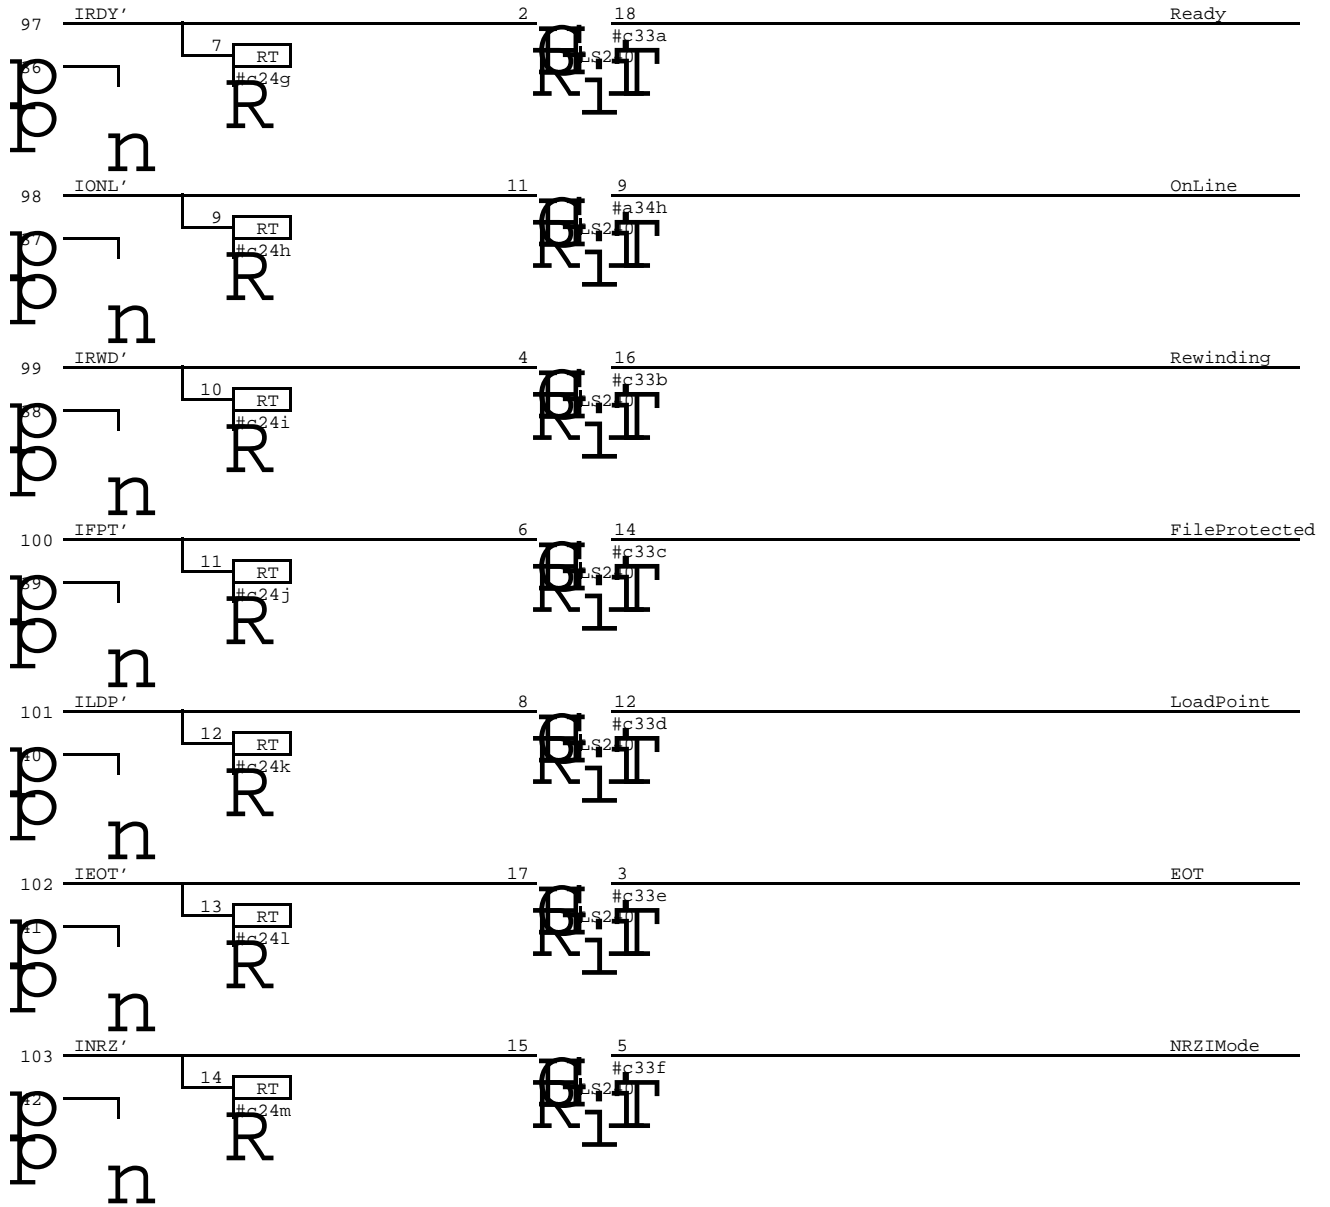 97 IRDY′ 2 18 Ready
#c33a
7 RT
#c24g
R
p
p
n
98 IONL′ 11 9 OnLine
#a34h
9 RT
#c24h
R
p
p
n
99 IRWD′ 4 16 Rewinding
#c33b
10 RT
#c24i
R
p
p
n
100 IFPT′ 6 14 FileProtected
#c33c
11 RT
#c24j
R
p
p
n
101 ILDP′ 8 12 LoadPoint
#c33d
12 RT
#c24k
R
p
p
n
102 IEOT′ 17 3 EOT
#c33e
13 RT
#c24l
R
p
p
n
103 INRZ′ 15 5 NRZIMode
#c33f
14 RT
#c24m
R
p
p
n